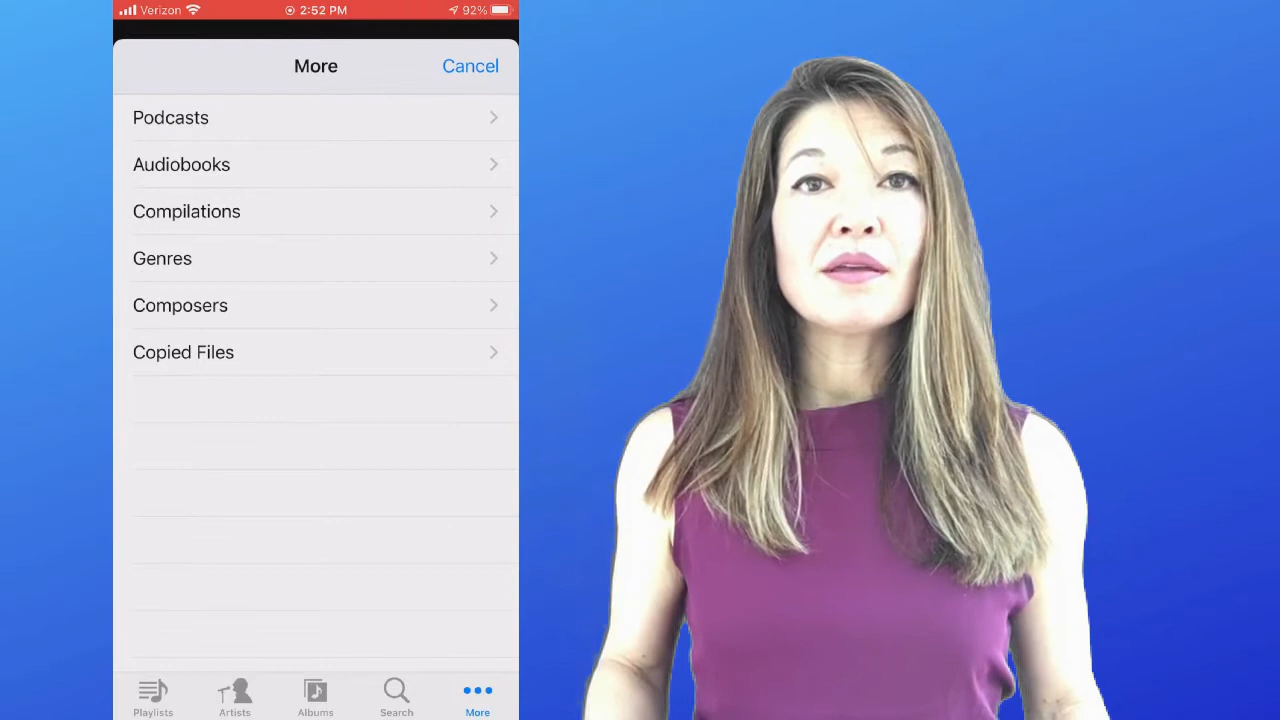 Verizon 2:52 PM 92%
More Cancel
Podcasts
Audiobooks
Compilations
Genres
Composers
Copied Files
Playlists Artists Albums Search More